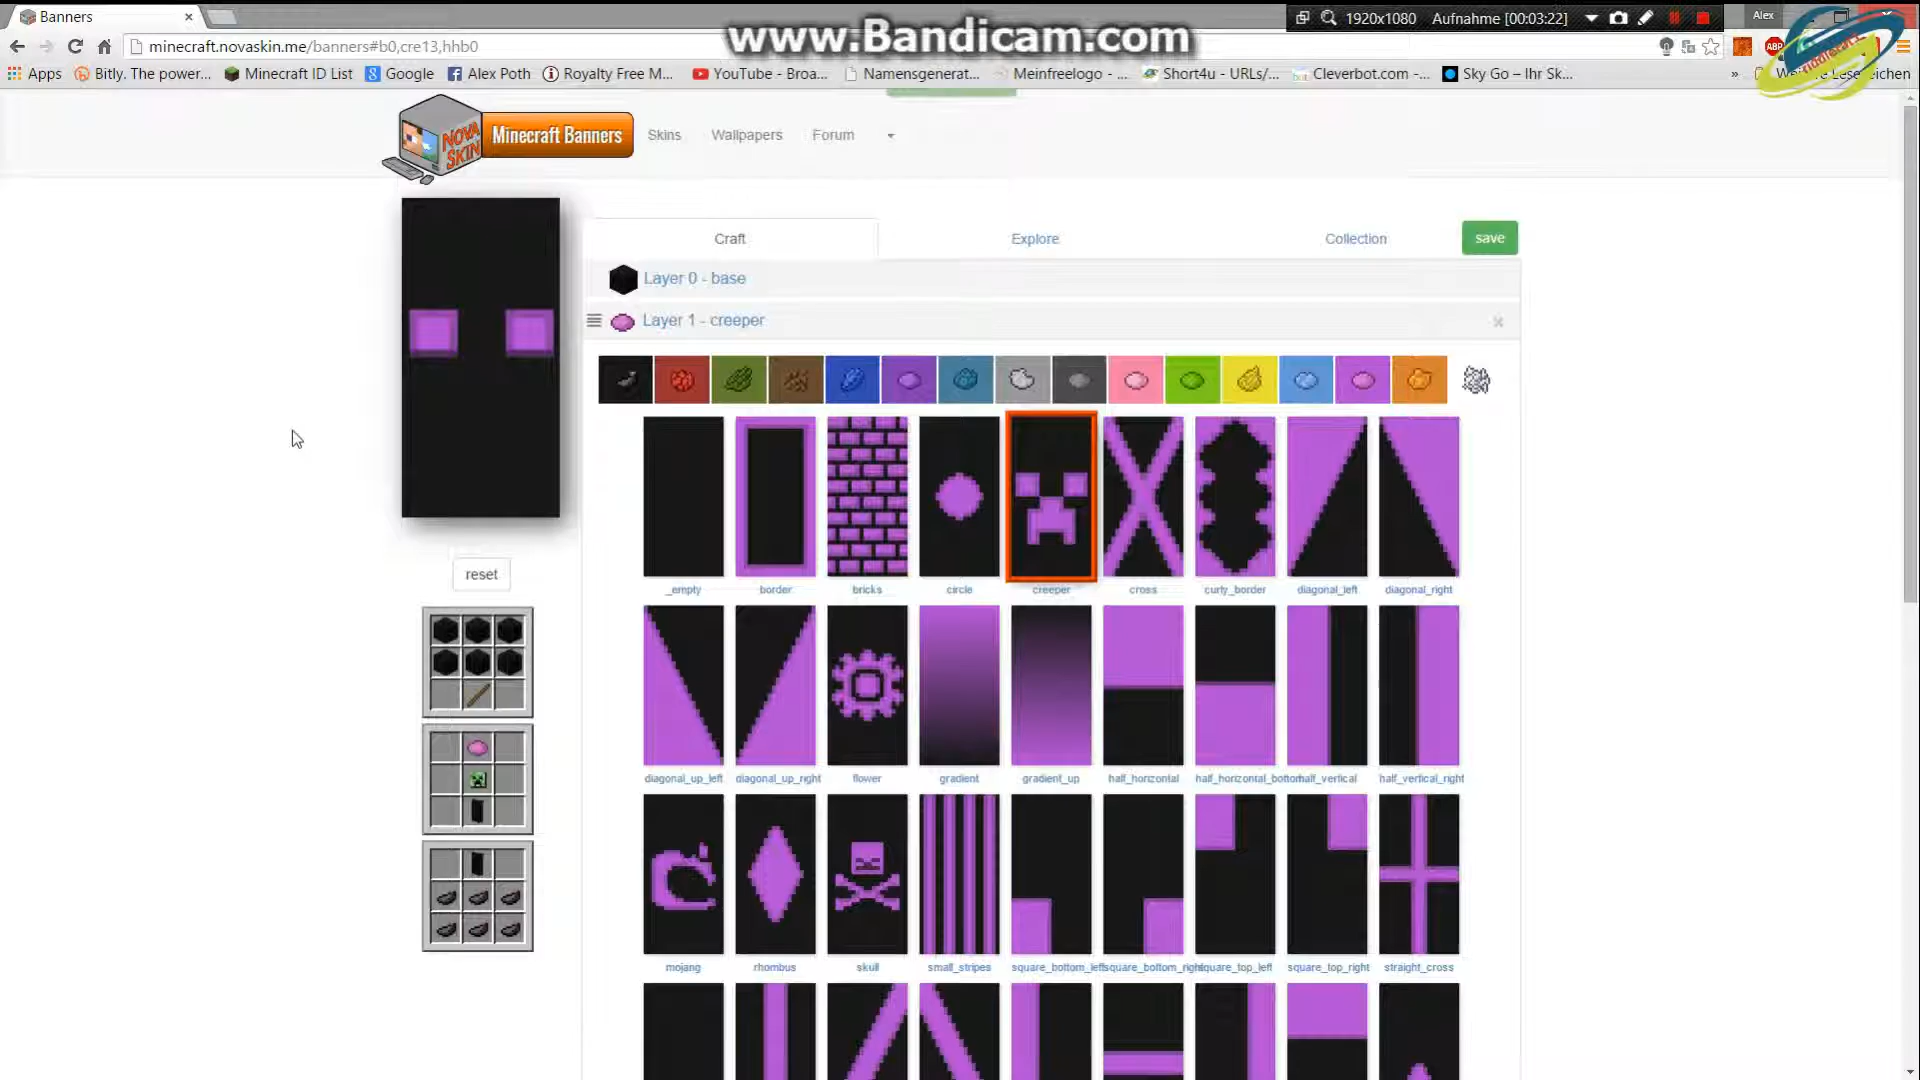 Banners
www.Bandicam.com
1920x1080
Aufnahme [00:03:22]
Alex
minecraft.novaskin.me/banners#b0,cre13,hhb0
ABP
Apps
Bitly. The power...
Minecraft ID List
Google
Alex Poth
Royalty Free M...
YouTube - Broa...
Namensgenerat...
Meinfreelogo - ...
Short4u - URLs/...
Cleverbot.com -...
Sky Go – Ihr Sk...
»
NOVA
SKIN
Minecraft Banners
Skins
Wallpapers
Forum
Craft
Explore
Collection
save
Layer 0 - base
Layer 1 - creeper
reset
_empty
border
bricks
circle
creeper
cross
curly_border
diagonal_left
diagonal_right
diagonal_up_left
diagonal_up_right
flower
gradient
gradient_up
half_horizontal
half_horizontal_bottom
half_vertical
half_vertical_right
mojang
rhombus
skull
small_stripes
square_bottom_left
square_bottom_right
square_top_left
square_top_right
straight_cross